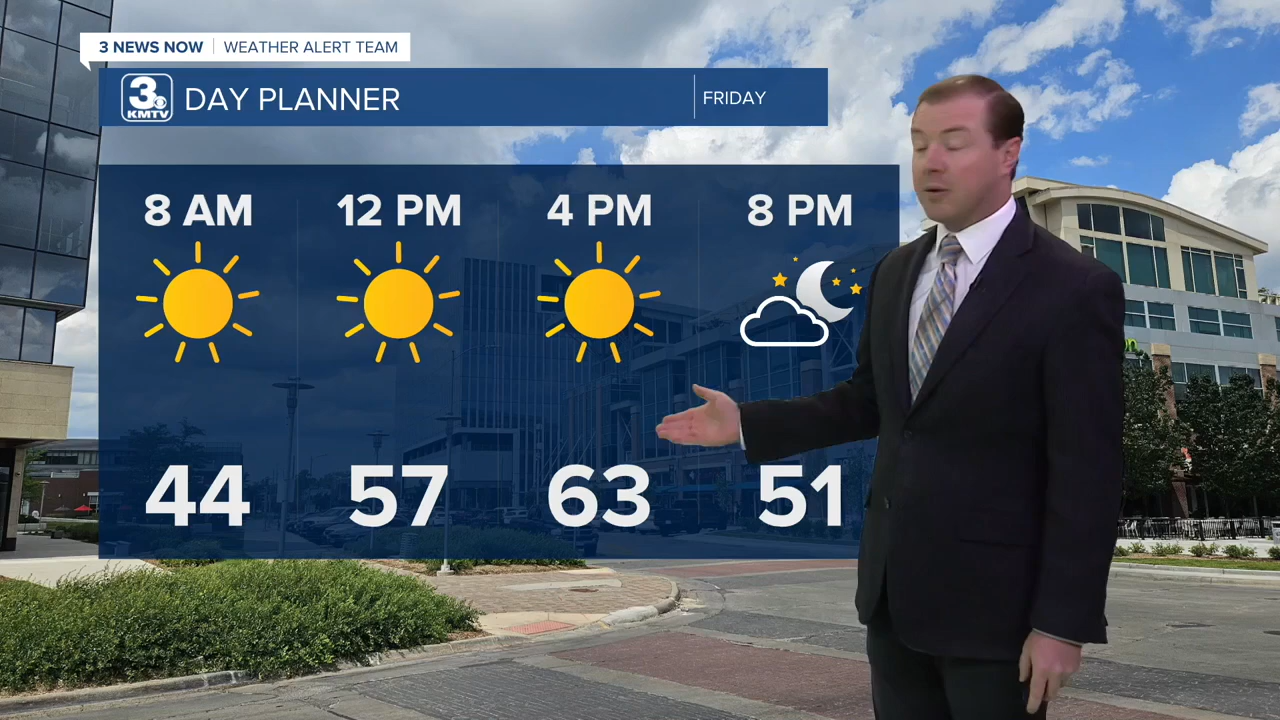 3 NEWS NOW WEATHER ALERT TEAM
3 KMTV DAY PLANNER FRIDAY
8 AM 12 PM 4 PM 8 PM
44 57 63 51